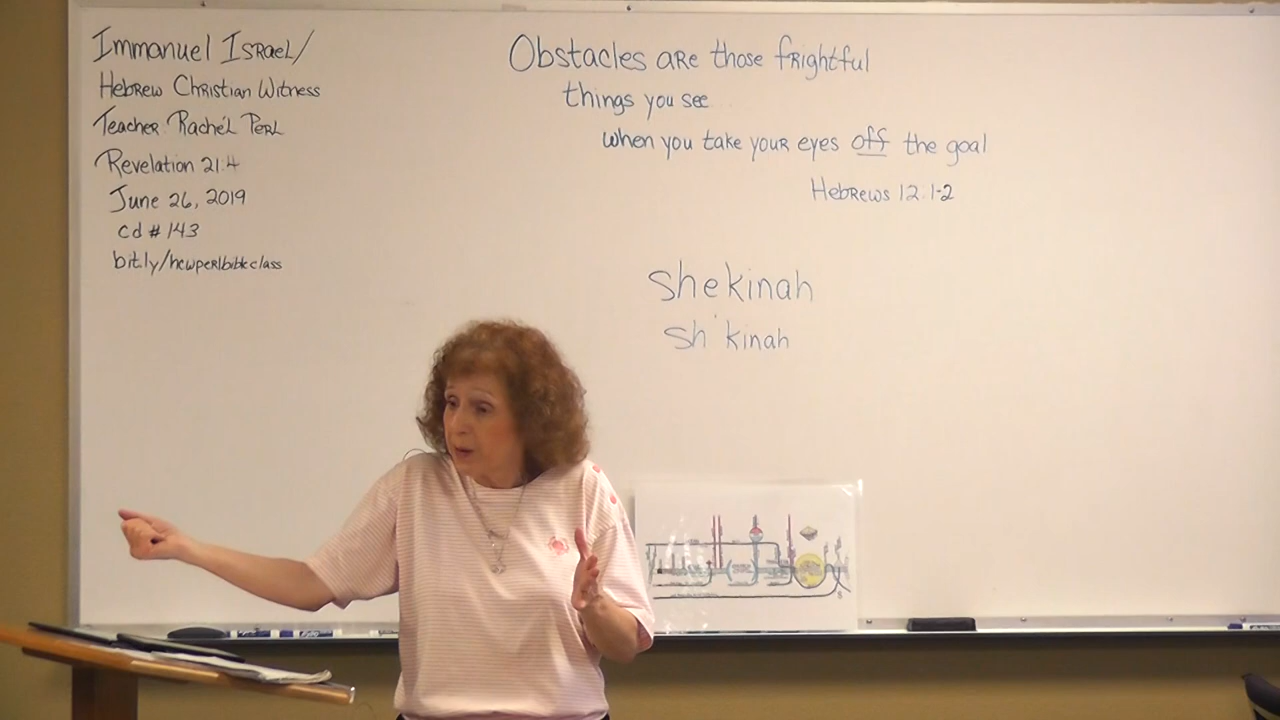 Immanuel Israel/
Hebrew Christian Witness
Teacher: Rachel Perl
Revelation 21.4
June 26, 2019
cd # 143
bit.ly/hcwperlbibleclass
Obstacles are those frightful
things you see
when you take your eyes off the goal
Hebrews 12.1-2
shekinah
sh'kinah